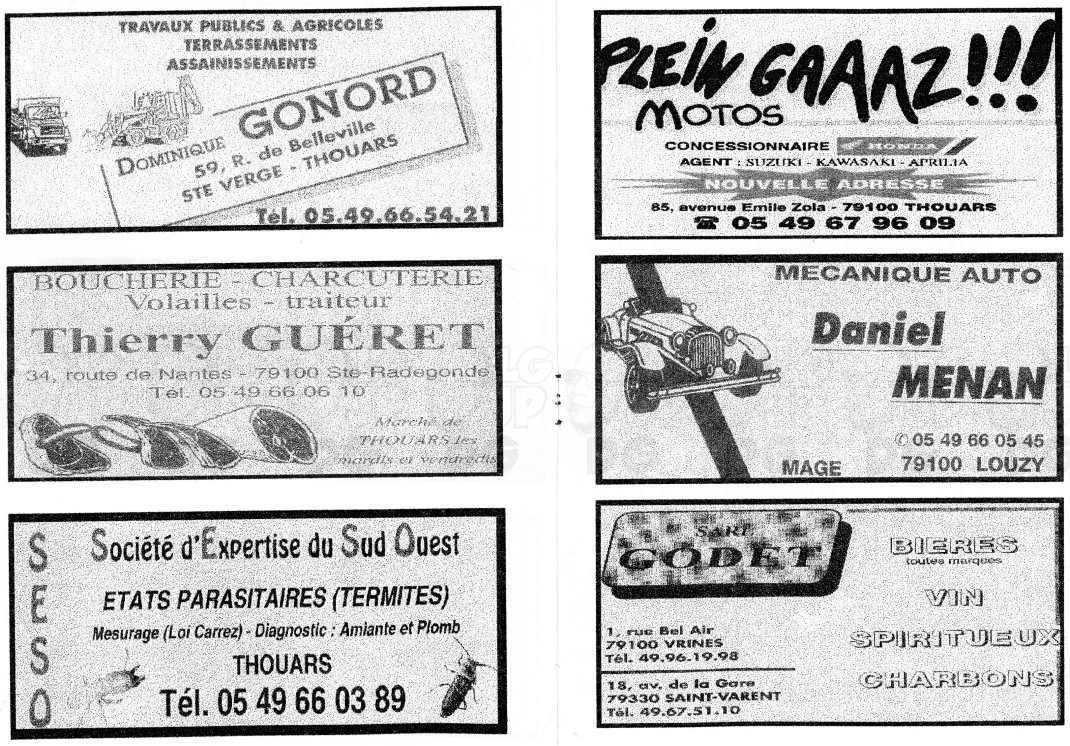 TRAVAUX PUBLICS & AGRICOLES
TERRASSEMENTS
ASSAINISSEMENTS
DOMINIQUE GONORD
59, R. de Belleville
STE VERGE - THOUARS
Tél. 05.49.66.54.21
BOUCHERIE - CHARCUTERIE
Volailles - traiteur
Thierry GUÉRET
34, route de Nantes - 79100 Ste-Radegonde
Tél. 05 49 66 06 10
Marché de
THOUARS les
mardis et vendredis
S E S O
Société d'Expertise du Sud Ouest
ETATS PARASITAIRES (TERMITES)
Mesurage (Loi Carrez) - Diagnostic : Amiante et Plomb
THOUARS
Tél. 05 49 66 03 89
PLEIN GAAAZ!!!
MOTOS
CONCESSIONNAIRE HONDA
AGENT : SUZUKI - KAWASAKI - APRILIA
NOUVELLE ADRESSE
85, avenue Emile Zola - 79100 THOUARS
☎ 05 49 67 96 09
MECANIQUE AUTO
Daniel
MENAN
✆ 05 49 66 05 45
MAGE 79100 LOUZY
SARL
GODET
1, rue Bel Air
79100 VRINES
Tél. 49.96.19.98
18, av. de la Gare
79330 SAINT-VARENT
Tél. 49.67.51.10
BIERES
toutes marques
VIN
SPIRITUEUX
CHARBONS